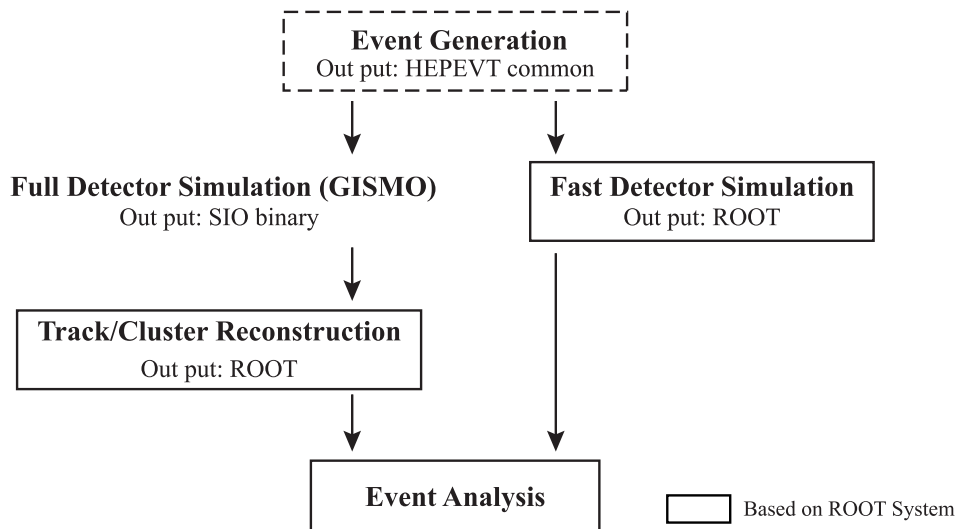 Event Generation
Out put: HEPEVT common
Full Detector Simulation (GISMO)
Out put: SIO binary
Fast Detector Simulation
Out put: ROOT
Track/Cluster Reconstruction
Out put: ROOT
Event Analysis
Based on ROOT System